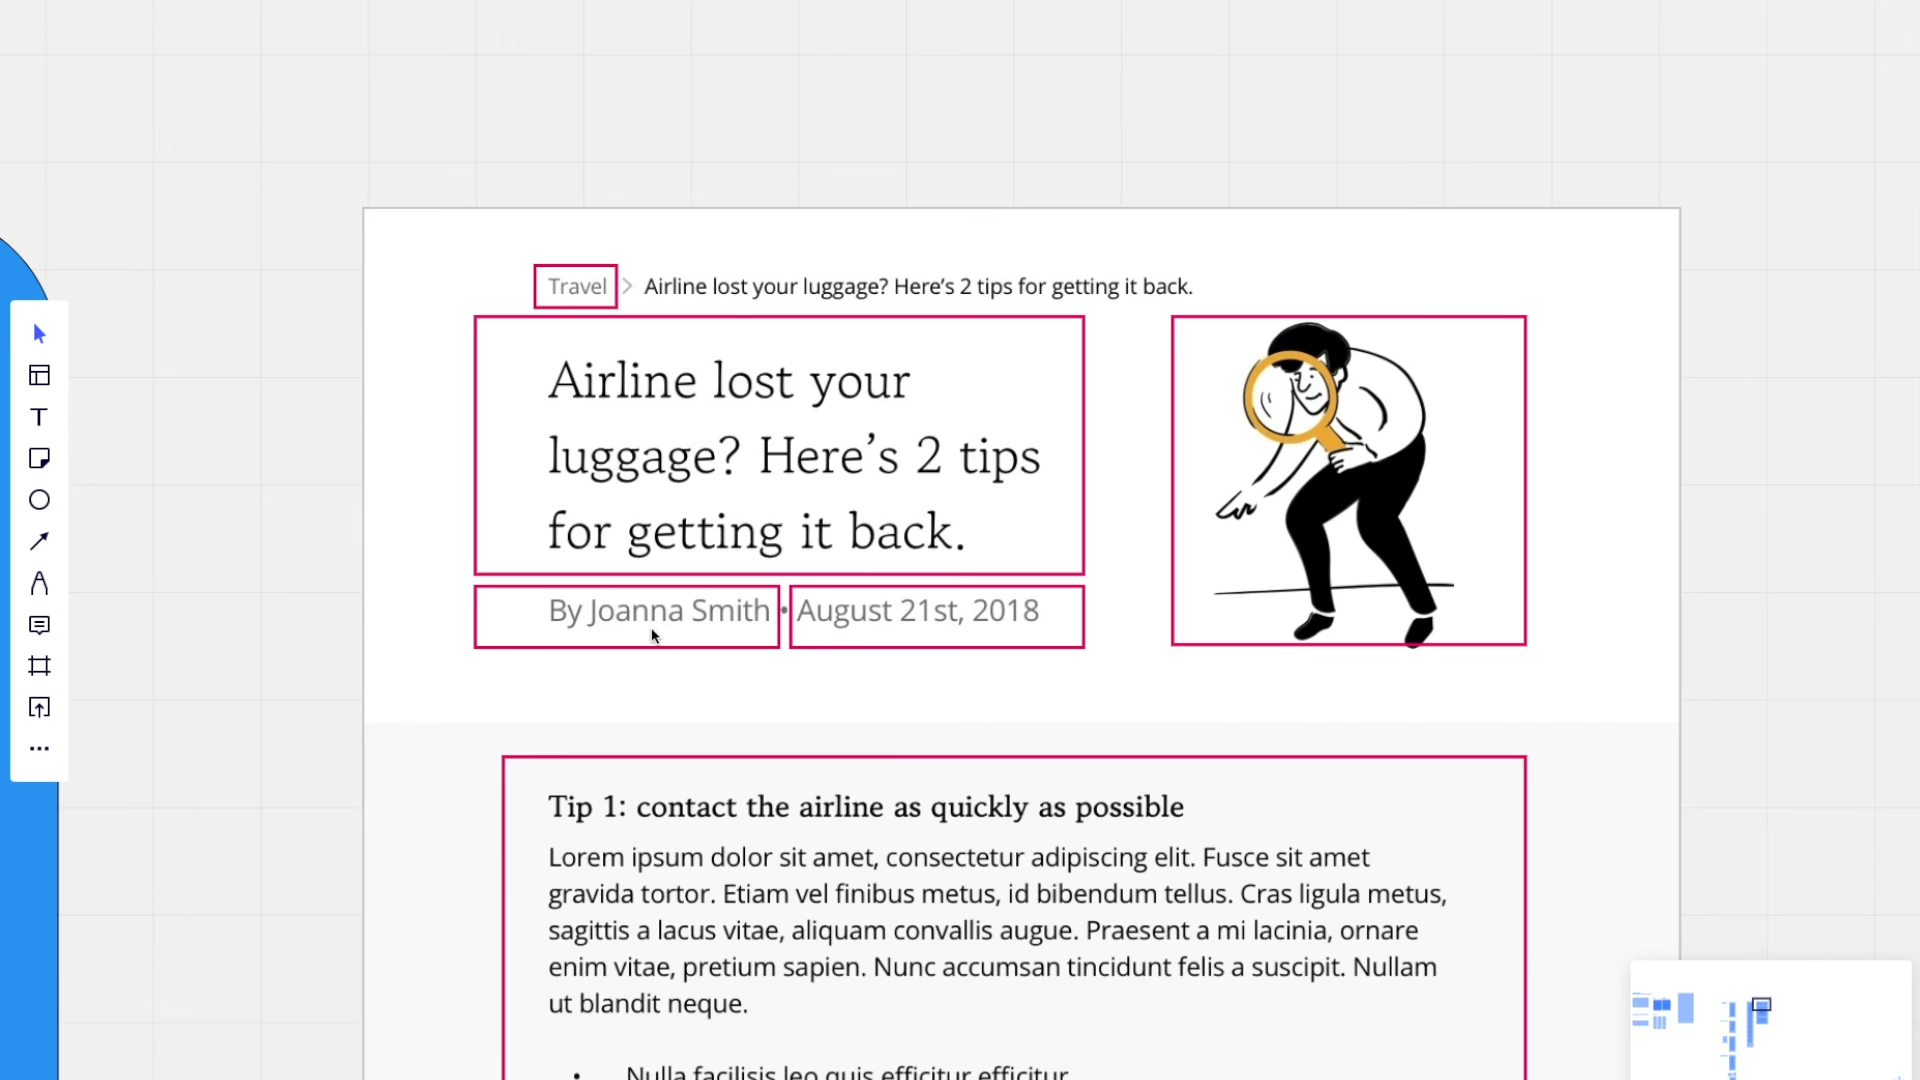 Travel > Airline lost your luggage? Here’s 2 tips for getting it back.
Airline lost your
luggage? Here’s 2 tips
for getting it back.
By Joanna Smith • August 21st, 2018
Tip 1: contact the airline as quickly as possible
Lorem ipsum dolor sit amet, consectetur adipiscing elit. Fusce sit amet
gravida tortor. Etiam vel finibus metus, id bibendum tellus. Cras ligula metus,
sagittis a lacus vitae, aliquam convallis augue. Praesent a mi lacinia, ornare
enim vitae, pretium sapien. Nunc accumsan tincidunt felis a suscipit. Nullam
ut blandit neque.
• Nulla facilisis leo quis efficitur efficitur